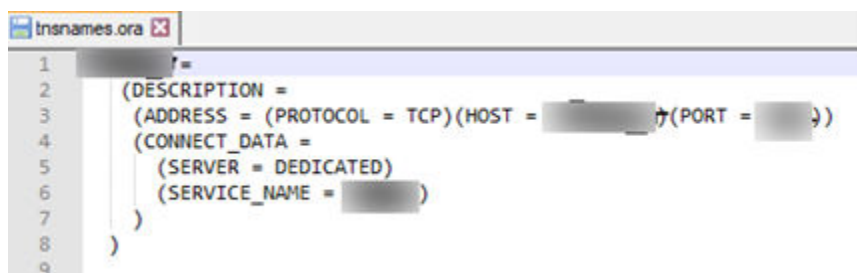 tnsnames.ora
1 =
2 (DESCRIPTION =
3 (ADDRESS = (PROTOCOL = TCP)(HOST = )(PORT = ))
4 (CONNECT_DATA =
5 (SERVER = DEDICATED)
6 (SERVICE_NAME = )
7 )
8 )
9